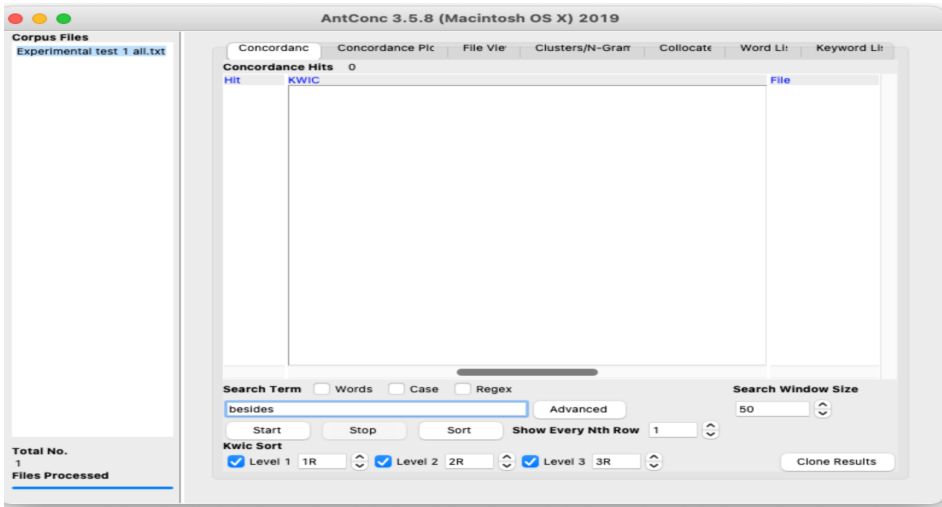 AntConc 3.5.8 (Macintosh OS X) 2019
Corpus Files
Experimental test 1 all.txt
Concordanc Concordance Plc File Vie Clusters/N-Gram Collocate Word Li Keyword Li
Concordance Hits 0
Hit KWIC File
Search Term Words Case Regex Search Window Size
besides Advanced 50
Start Stop Sort Show Every Nth Row 1
Kwic Sort
Level 1 1R Level 2 2R Level 3 3R Clone Results
Total No.
1
Files Processed